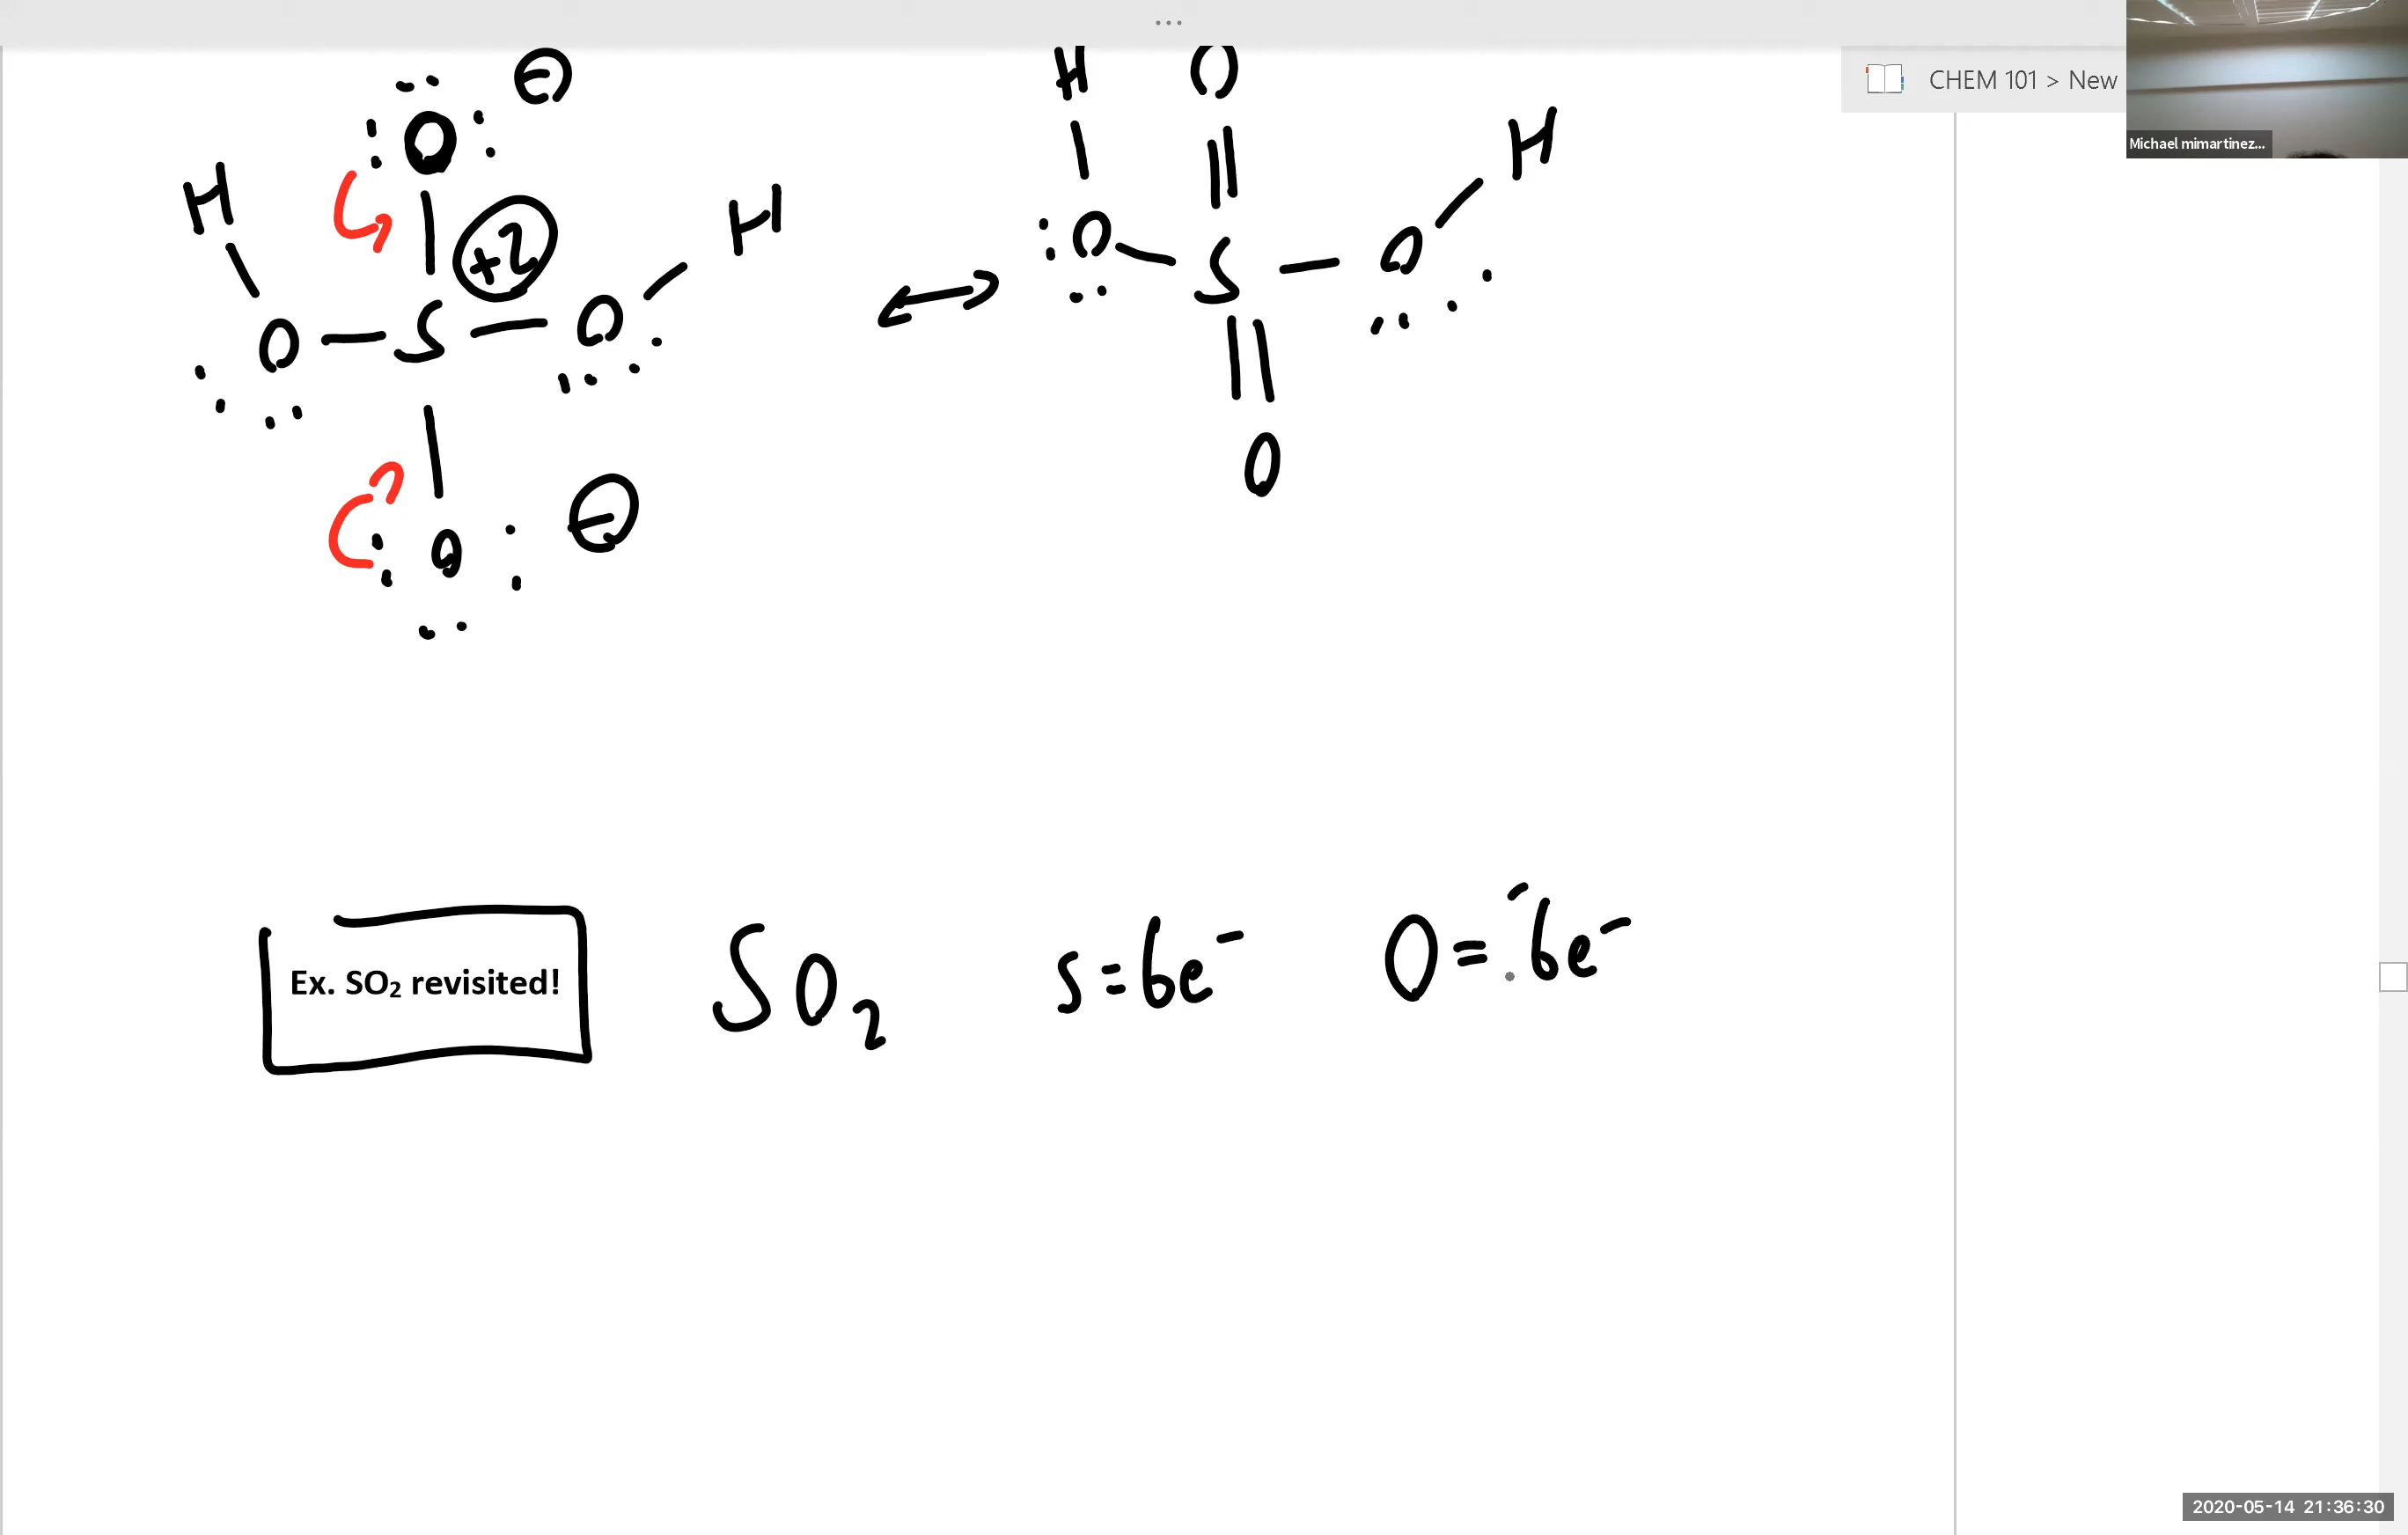 CHEM 101 > New
Michael mimartinez...
O ⊖
H O
H
H
+2
H
O S O
O S O
O ⊖
O
Ex. SO₂ revisited!
SO₂ S = 6e⁻ O = 6e⁻
2020-05-14 21:36:30